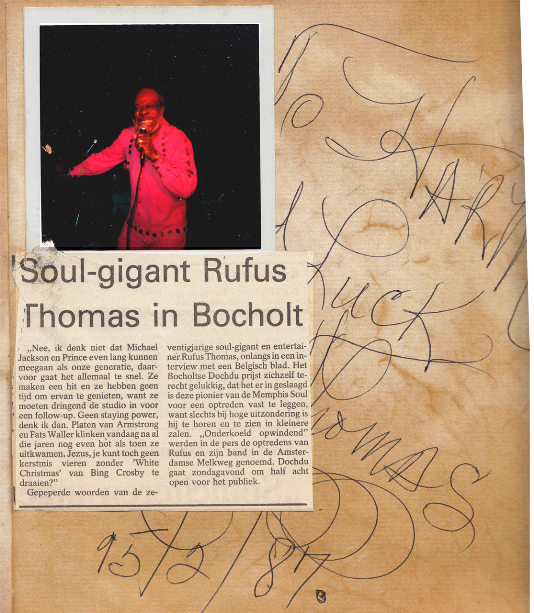 To HARRY
LUCK
THOMAS
15/2/87
'Soul-gigant Rufus
Thomas in Bocholt
„Nee, ik denk niet dat Michael
Jackson en Prince even lang kunnen
meegaan als onze generatie, daar-
voor gaat het allemaal te snel. Ze
maken een hit en ze hebben geen
tijd om ervan te genieten, want ze
moeten dringend de studio in voor
een follow-up. Geen staying power,
denk ik dan. Platen van Armstrong
en Fats Waller klinken vandaag na al
die jaren nog even hot als toen ze
uitkwamen. Jezus, je kunt toch geen
kerstmis vieren zonder 'White
Christmas' van Bing Crosby te
draaien?"
Gepeperde woorden van de ze-
ventigjarige soul-gigant en entertai-
ner Rufus Thomas, onlangs in een in-
terview met een Belgisch blad. Het
Bocholtse Dochdu prijst zichzelf te-
recht gelukkig, dat het er in geslaagd
is deze pionier van de Memphis Soul
voor een optreden vast te leggen,
want slechts bij hoge uitzondering is
hij te horen en te zien in kleinere
zalen. „Onderkoeld opwindend"
werden in de pers de optredens van
Rufus en zijn band in de Amster-
damse Melkweg genoemd. Dochdu
gaat zondagavond om half acht
open voor het publiek.